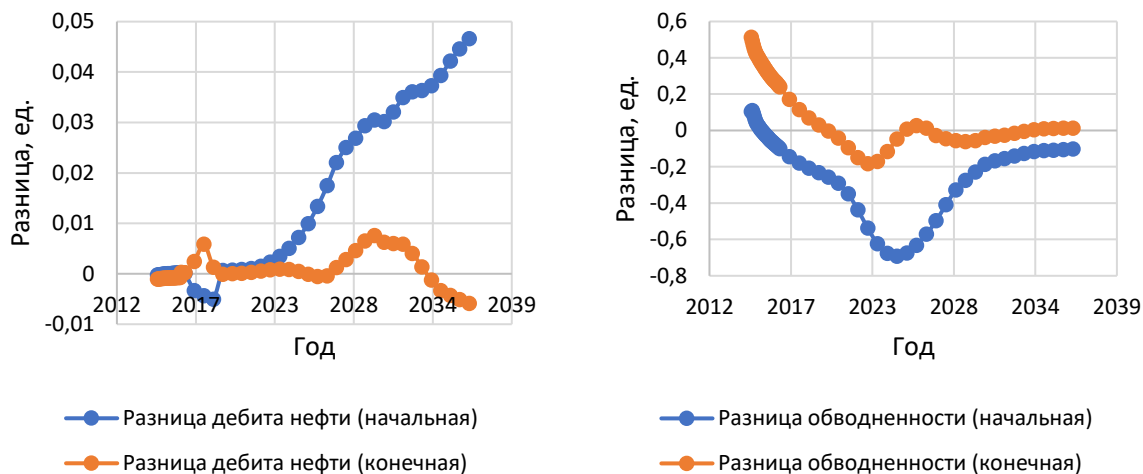 0,05
0,04
0,03
0,02
0,01
0
-0,01
Разница, ед.
2012 2017 2023 2028 2034 2039
Год
Разница дебита нефти (начальная)
Разница дебита нефти (конечная)
0,6
0,4
0,2
0
-0,2
-0,4
-0,6
-0,8
Разница, ед.
2012 2017 2023 2028 2034 2039
Год
Разница обводненности (начальная)
Разница обводненности (конечная)